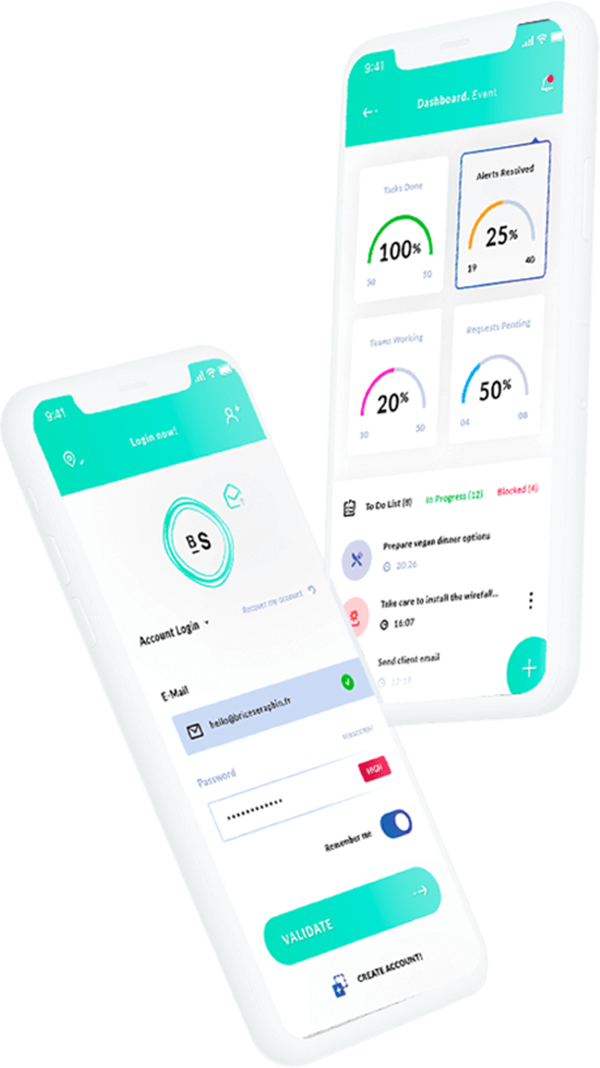 9:41
Dashboard. Event
Tasks Done
100%
50
50
Alerts Resolved
25%
19
40
Teams Working
20%
10
50
Requests Pending
50%
04
08
To Do List (8)
In Progress (12)
Blocked (4)
Prepare vegan dinner options
20:26
Take care to install the wirefall...
16:07
Send client email
12:18
9:41
Login now!
BS
Recover my account
Account Login
E-Mail
hello@briceseraphin.fr
Password
HIGH
••••••••••••
Remember me
VALIDATE
CREATE ACCOUNT!